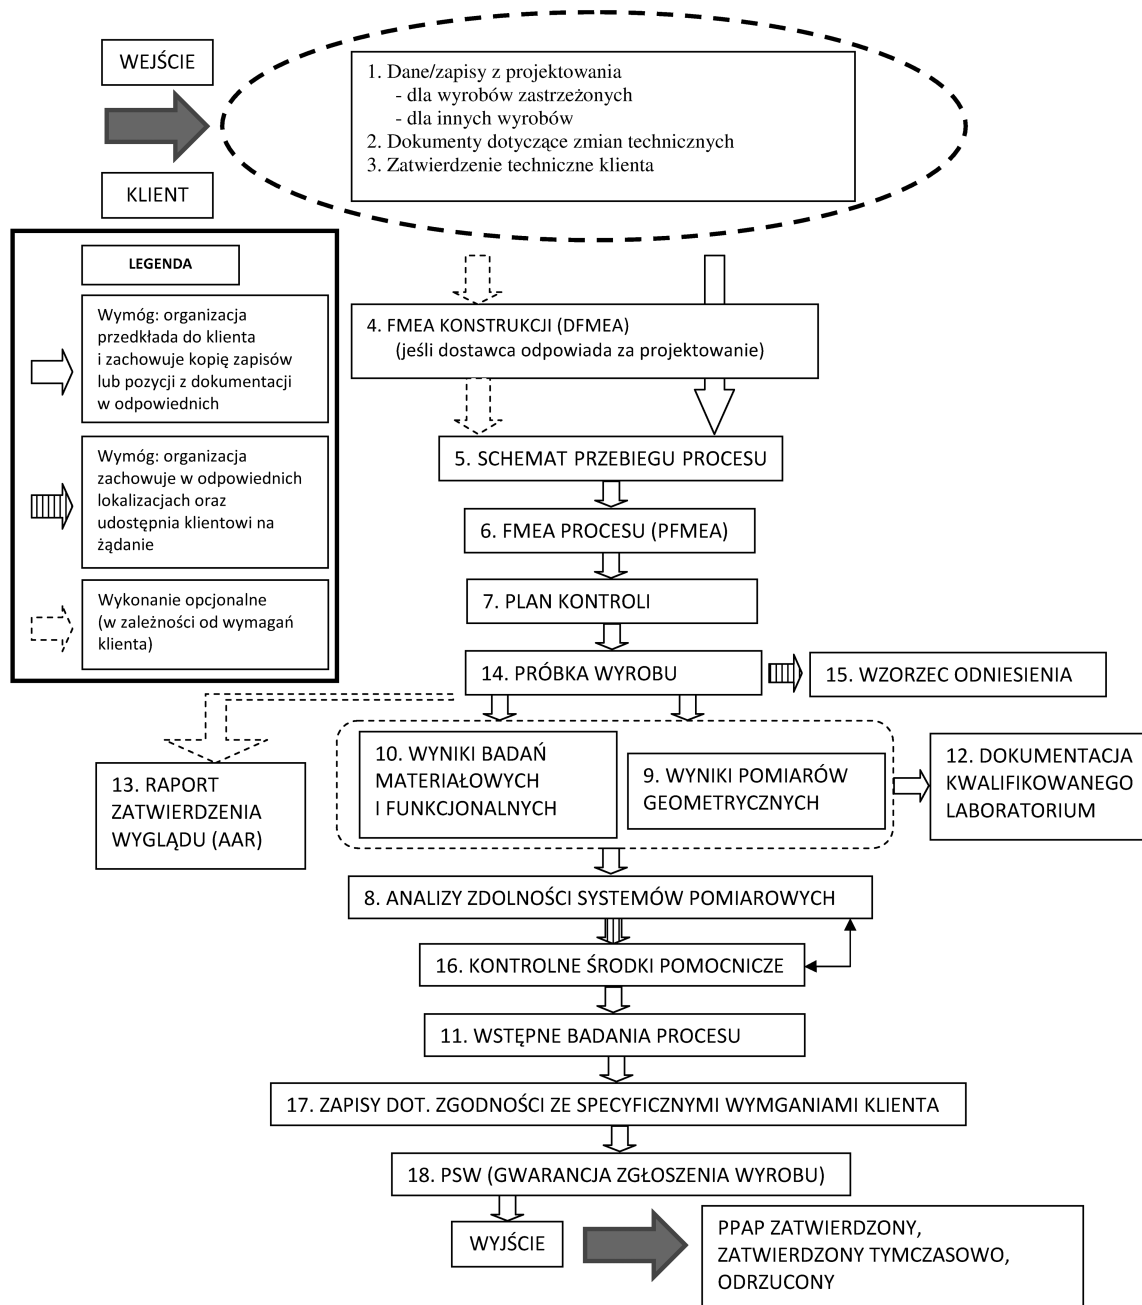 WEJŚCIE
KLIENT
1. Dane/zapisy z projektowania
- dla wyrobów zastrzeżonych
- dla innych wyrobów
2. Dokumenty dotyczące zmian technicznych
3. Zatwierdzenie techniczne klienta
LEGENDA
Wymóg: organizacja
przedkłada do klienta
i zachowuje kopię zapisów
lub pozycji z dokumentacji
w odpowiednich
Wymóg: organizacja
zachowuje w odpowiednich
lokalizacjach oraz
udostępnia klientowi na
żądanie
Wykonanie opcjonalne
(w zależności od wymagań
klienta)
4. FMEA KONSTRUKCJI (DFMEA)
(jeśli dostawca odpowiada za projektowanie)
5. SCHEMAT PRZEBIEGU PROCESU
6. FMEA PROCESU (PFMEA)
7. PLAN KONTROLI
14. PRÓBKA WYROBU
15. WZORZEC ODNIESIENIA
13. RAPORT
ZATWIERDZENIA
WYGLĄDU (AAR)
10. WYNIKI BADAŃ
MATERIAŁOWYCH
I FUNKCJONALNYCH
9. WYNIKI POMIARÓW
GEOMETRYCZNYCH
12. DOKUMENTACJA
KWALIFIKOWANEGO
LABORATORIUM
8. ANALIZY ZDOLNOŚCI SYSTEMÓW POMIAROWYCH
16. KONTROLNE ŚRODKI POMOCNICZE
11. WSTĘPNE BADANIA PROCESU
17. ZAPISY DOT. ZGODNOŚCI ZE SPECYFICZNYMI WYMGANIAMI KLIENTA
18. PSW (GWARANCJA ZGŁOSZENIA WYROBU)
WYJŚCIE
PPAP ZATWIERDZONY,
ZATWIERDZONY TYMCZASOWO,
ODRZUCONY